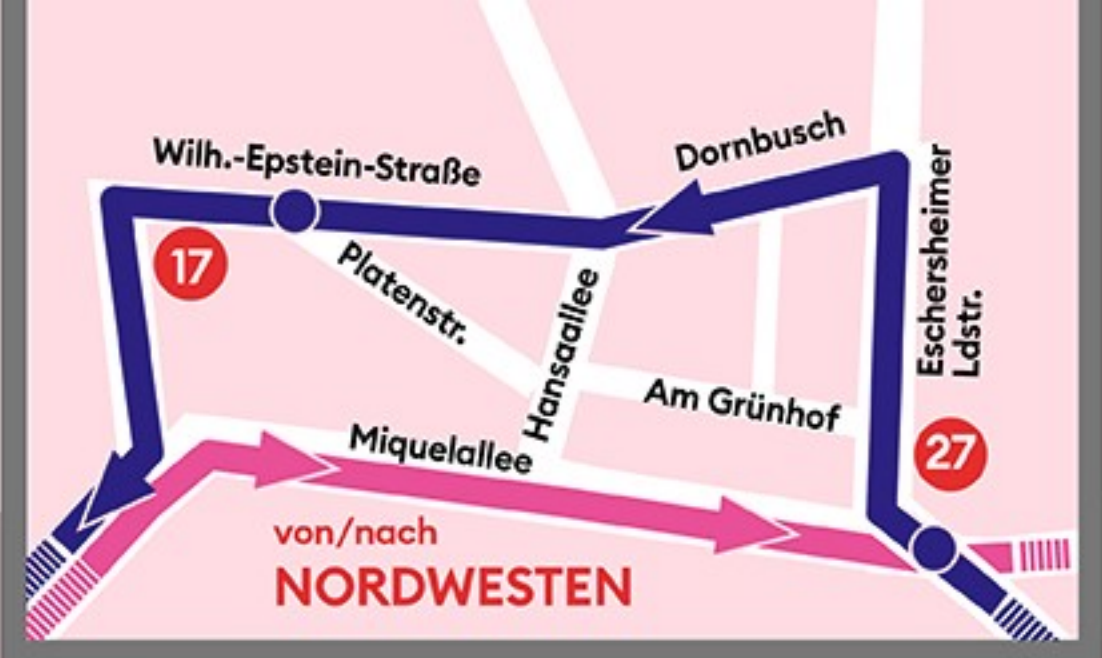 Dornbusch
Wilh.-Epstein-Straße
Eschersheimer
Ldstr.
17
Platenstr.
Hansaallee
Am Grünhof
Miquelallee
27
von/nach
NORDWESTEN